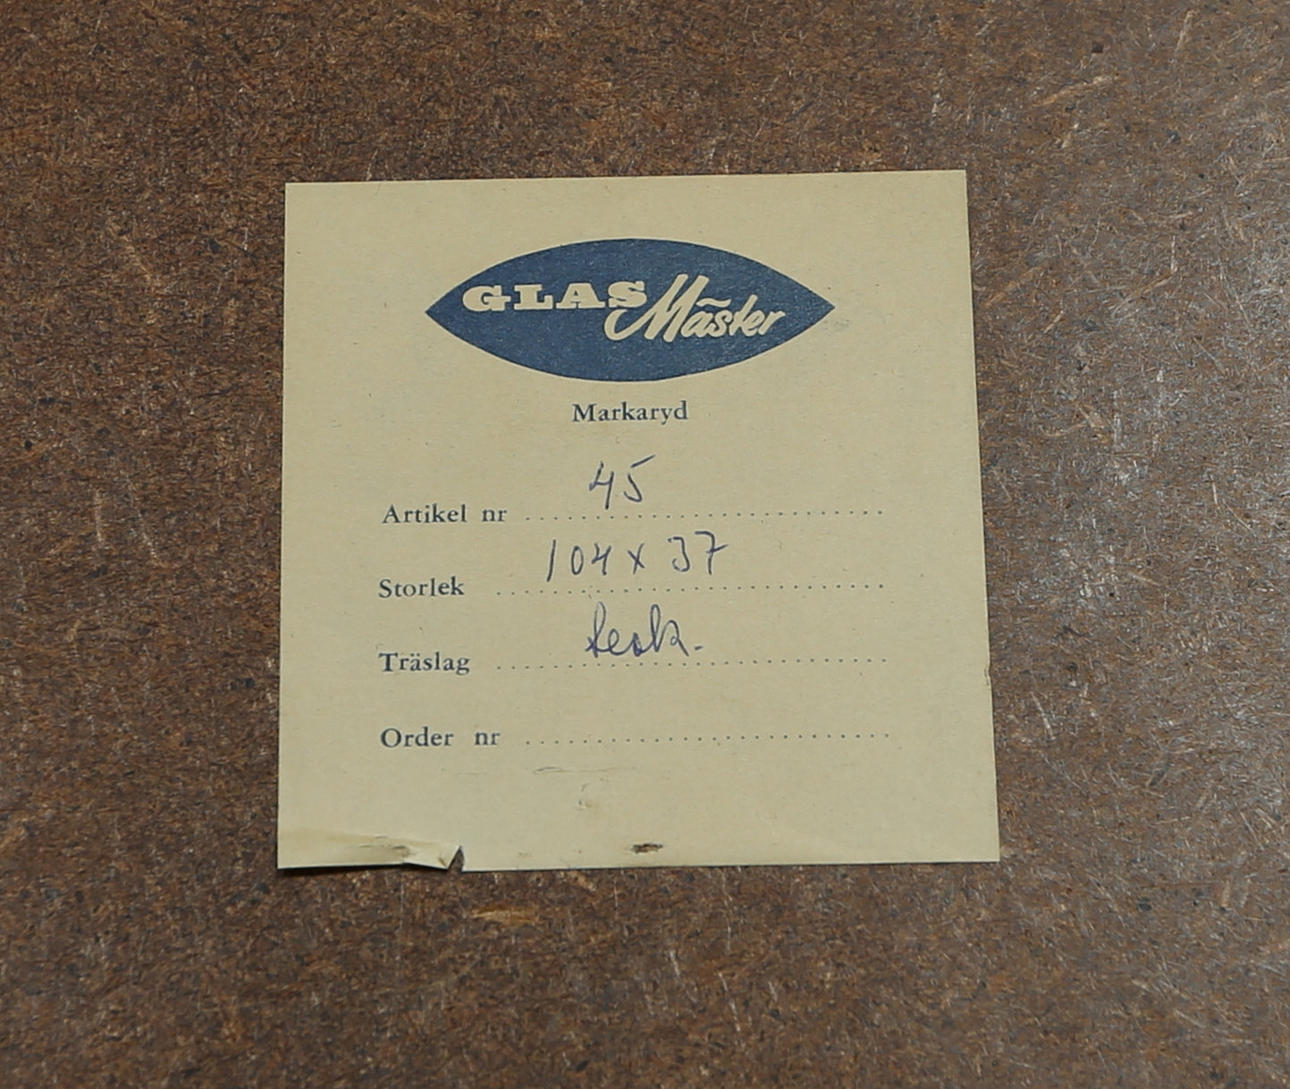 GLAS Mäster
Markaryd
Artikel nr 45
Storlek 104 x 37
Träslag teak.
Order nr